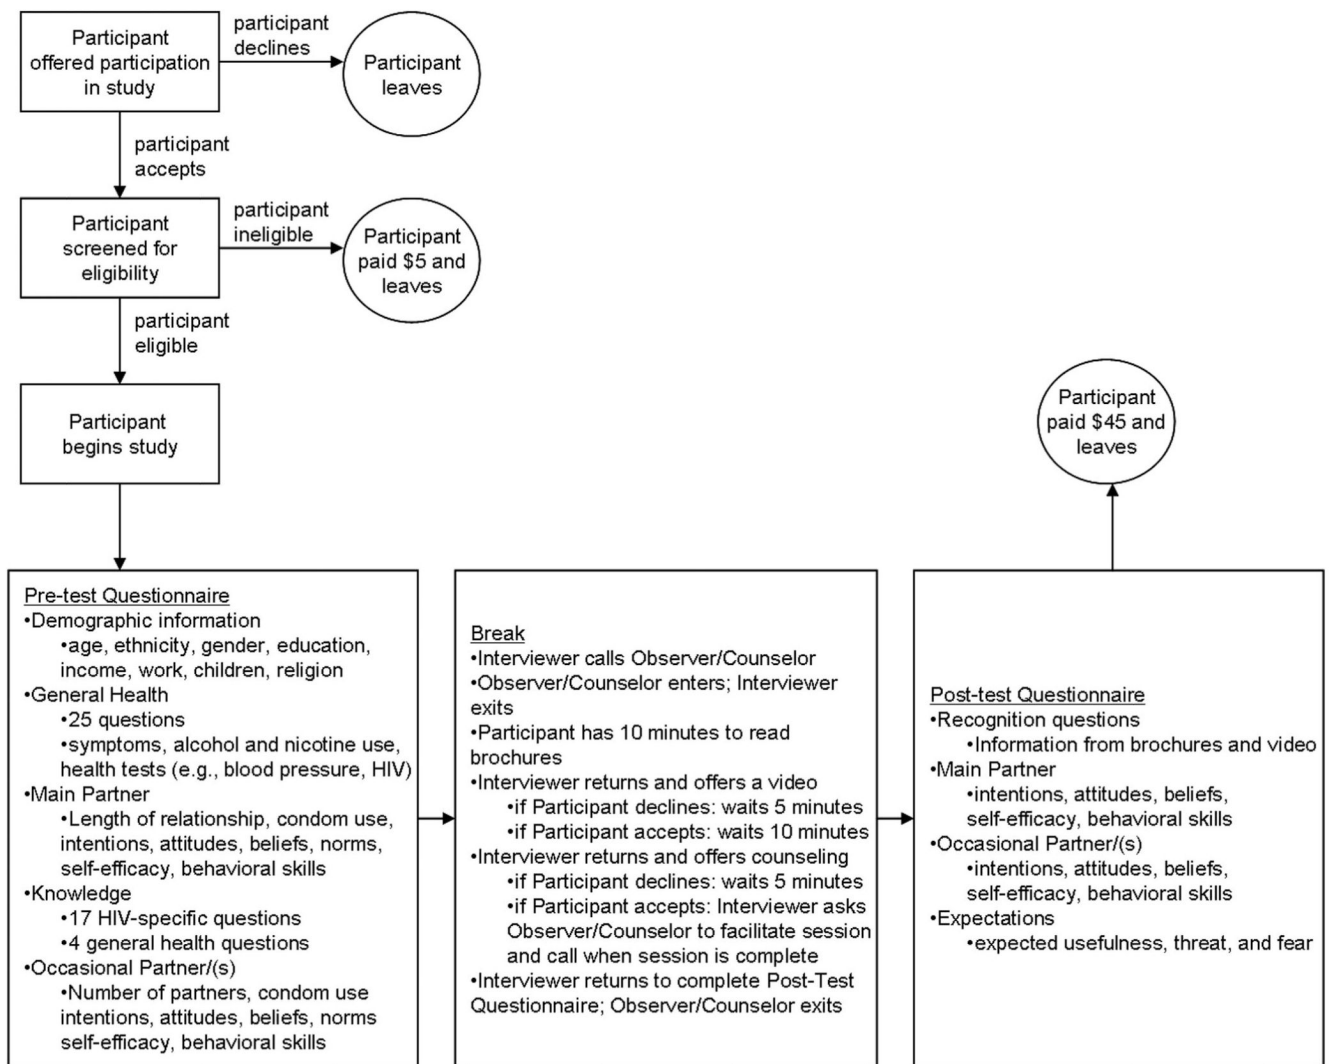 Participant
offered participation
in study
participant
declines
Participant
leaves
participant
accepts
Participant
screened for
eligibility
participant
ineligible
Participant
paid $5 and
leaves
participant
eligible
Participant
begins study
Participant
paid $45 and
leaves
Pre-test Questionnaire
•Demographic information
•age, ethnicity, gender, education,
income, work, children, religion
•General Health
•25 questions
•symptoms, alcohol and nicotine use,
health tests (e.g., blood pressure, HIV)
•Main Partner
•Length of relationship, condom use,
intentions, attitudes, beliefs, norms,
self-efficacy, behavioral skills
•Knowledge
•17 HIV-specific questions
•4 general health questions
•Occasional Partner/(s)
•Number of partners, condom use
intentions, attitudes, beliefs, norms
self-efficacy, behavioral skills
Break
•Interviewer calls Observer/Counselor
•Observer/Counselor enters; Interviewer
exits
•Participant has 10 minutes to read
brochures
•Interviewer returns and offers a video
•if Participant declines: waits 5 minutes
•if Participant accepts: waits 10 minutes
•Interviewer returns and offers counseling
•if Participant declines: waits 5 minutes
•if Participant accepts: Interviewer asks
Observer/Counselor to facilitate session
and call when session is complete
•Interviewer returns to complete Post-Test
Questionnaire; Observer/Counselor exits
Post-test Questionnaire
•Recognition questions
•Information from brochures and video
•Main Partner
•intentions, attitudes, beliefs,
self-efficacy, behavioral skills
•Occasional Partner/(s)
•intentions, attitudes, beliefs,
self-efficacy, behavioral skills
•Expectations
•expected usefulness, threat, and fear